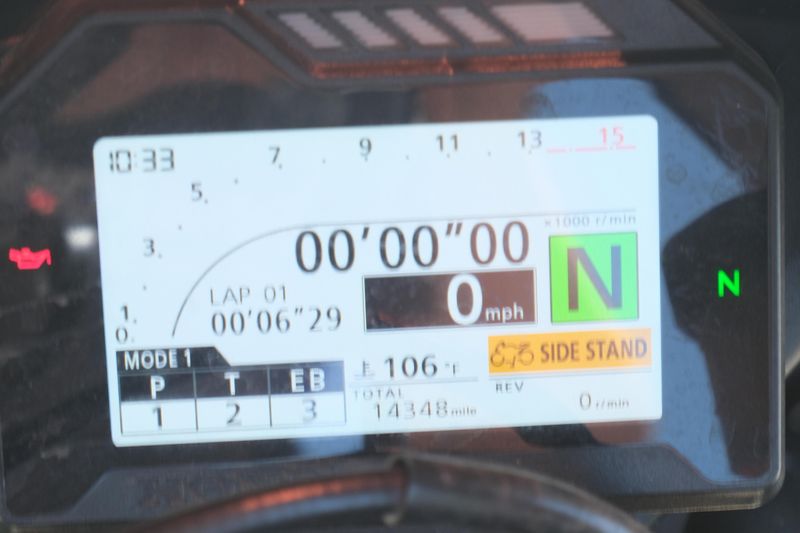 10:33
0. 1. 3. 5. 7. 9 11 13 15
×1000 r/min
00'00"00
LAP 01
00'06"29
0 mph
N
N
SIDE STAND
MODE 1
P T EB
1 2 3
106 °F
TOTAL
14348 mile
REV
0 r/min